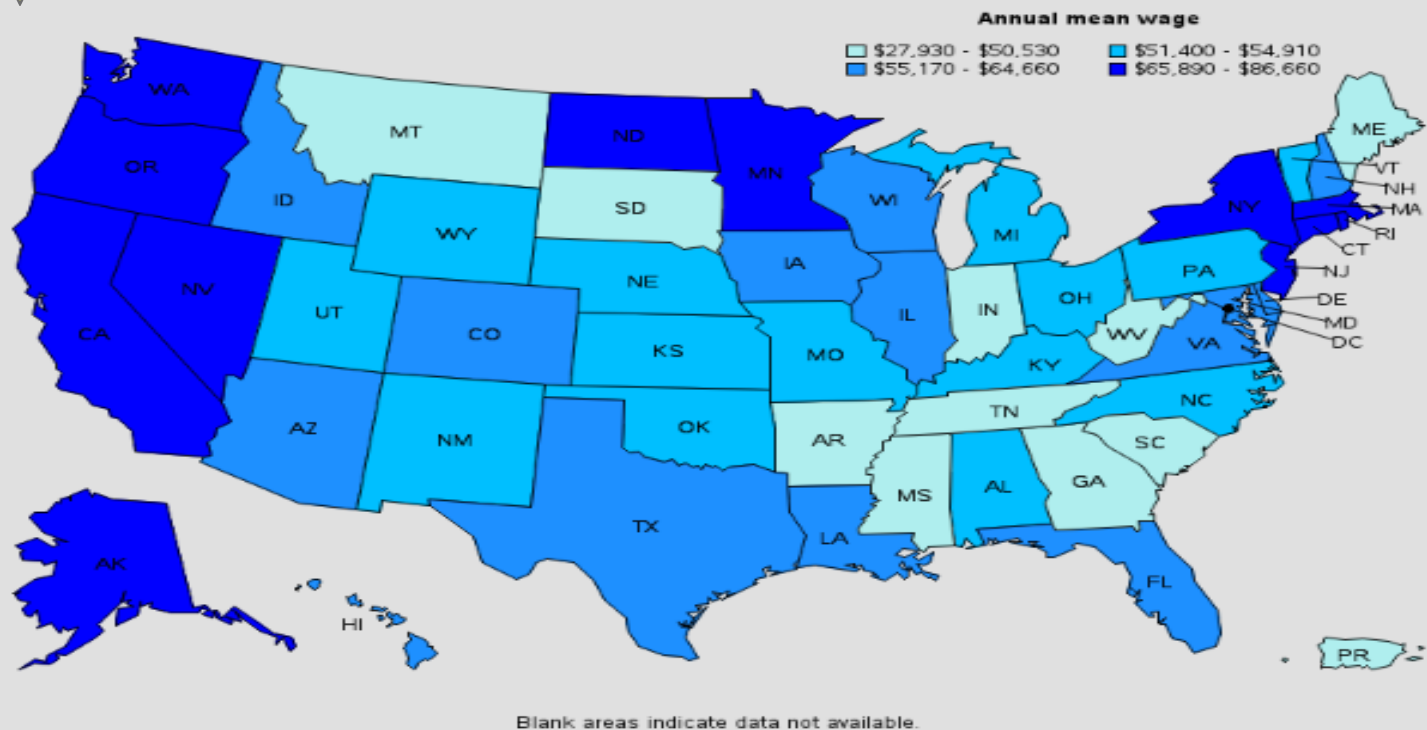 Annual mean wage
$27,930 - $50,530 $51,400 - $54,910
$55,170 - $64,660 $65,890 - $86,660
WA
MT
ND
ME
OR
MN
VT
ID
SD
WI
NH
NY
MA
WY
MI
RI
CT
IA
PA
NJ
NV
NE
UT
IL
IN
OH
DE
CA
CO
WV
MD
KS
MO
VA
DC
KY
AZ
NM
OK
TN
NC
AR
SC
MS
AL
GA
TX
LA
AK
FL
HI
PR
Blank areas indicate data not available.